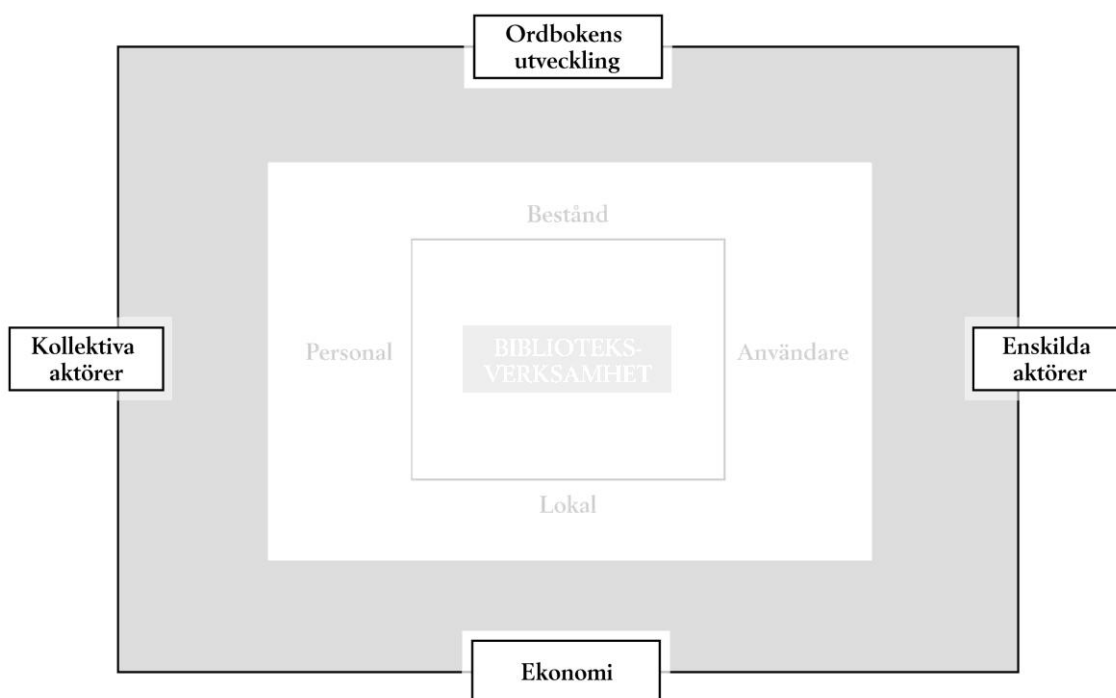 Ordbokens
utveckling
Bestånd
Kollektiva
aktörer
Personal
BIBLIOTEKS-
VERKSAMHET
Användare
Enskilda
aktörer
Lokal
Ekonomi